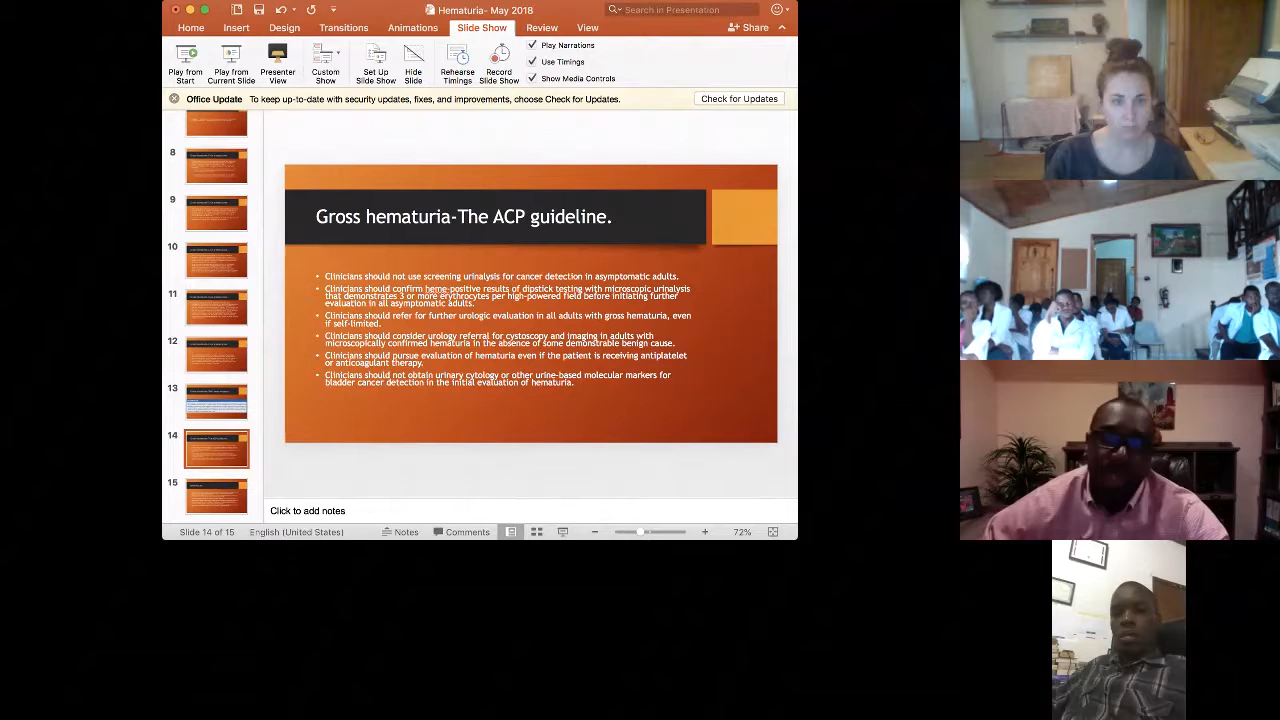 Hematuria- May 2018
Search in Presentation
Home Insert Design Transitions Animations Slide Show Review View
Share
Play from Start
Play from Current Slide
Presenter View
Custom Show
Set Up Slide Show
Hide Slide
Rehearse Timings
Record Slide Show
Play Narrations
Use Timings
Show Media Controls
Office Update To keep up-to-date with security updates, fixes, and improvements, choose Check for Updates.
Check for Updates
8
9
10
11
12
13
14
15
Gross hematuria-The ACP guideline.
• Clinicians should not use screening urinalysis for cancer detection in asymptomatic adults.
• Clinicians should confirm heme-positive results of dipstick testing with microscopic urinalysis
that demonstrates 3 or more erythrocytes per high-powered field before initiating further
evaluation in all asymptomatic adults.
• Clinicians should refer for further urologic evaluation in all adults with gross hematuria, even
if self-limited.
• Clinicians should consider urology referral for cystoscopy and imaging in adults with
microscopically confirmed hematuria in the absence of some demonstrable benign cause.
• Clinicians should pursue evaluation of hematuria even if the patient is receiving antiplatelet
or anticoagulant therapy.
• Clinicians should not obtain urinary cytology or other urine-based molecular markers for
bladder cancer detection in the initial evaluation of hematuria.
Click to add notes
Slide 14 of 15 English (United States)
Notes Comments 72%